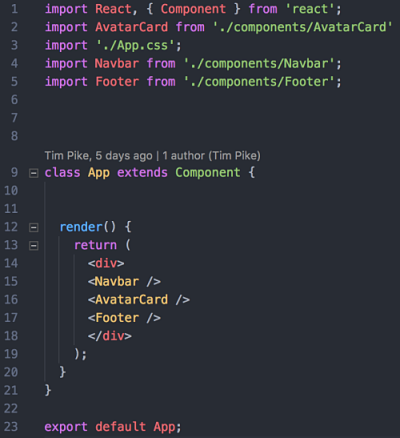 1 import React, { Component } from 'react';
2 import AvatarCard from './components/AvatarCard'
3 import './App.css';
4 import Navbar from './components/Navbar';
5 import Footer from './components/Footer';
6
7
8
Tim Pike, 5 days ago | 1 author (Tim Pike)
9 class App extends Component {
10
11
12 render() {
13 return (
14 <div>
15 <Navbar />
16 <AvatarCard />
17 <Footer />
18 </div>
19 );
20 }
21 }
22
23 export default App;